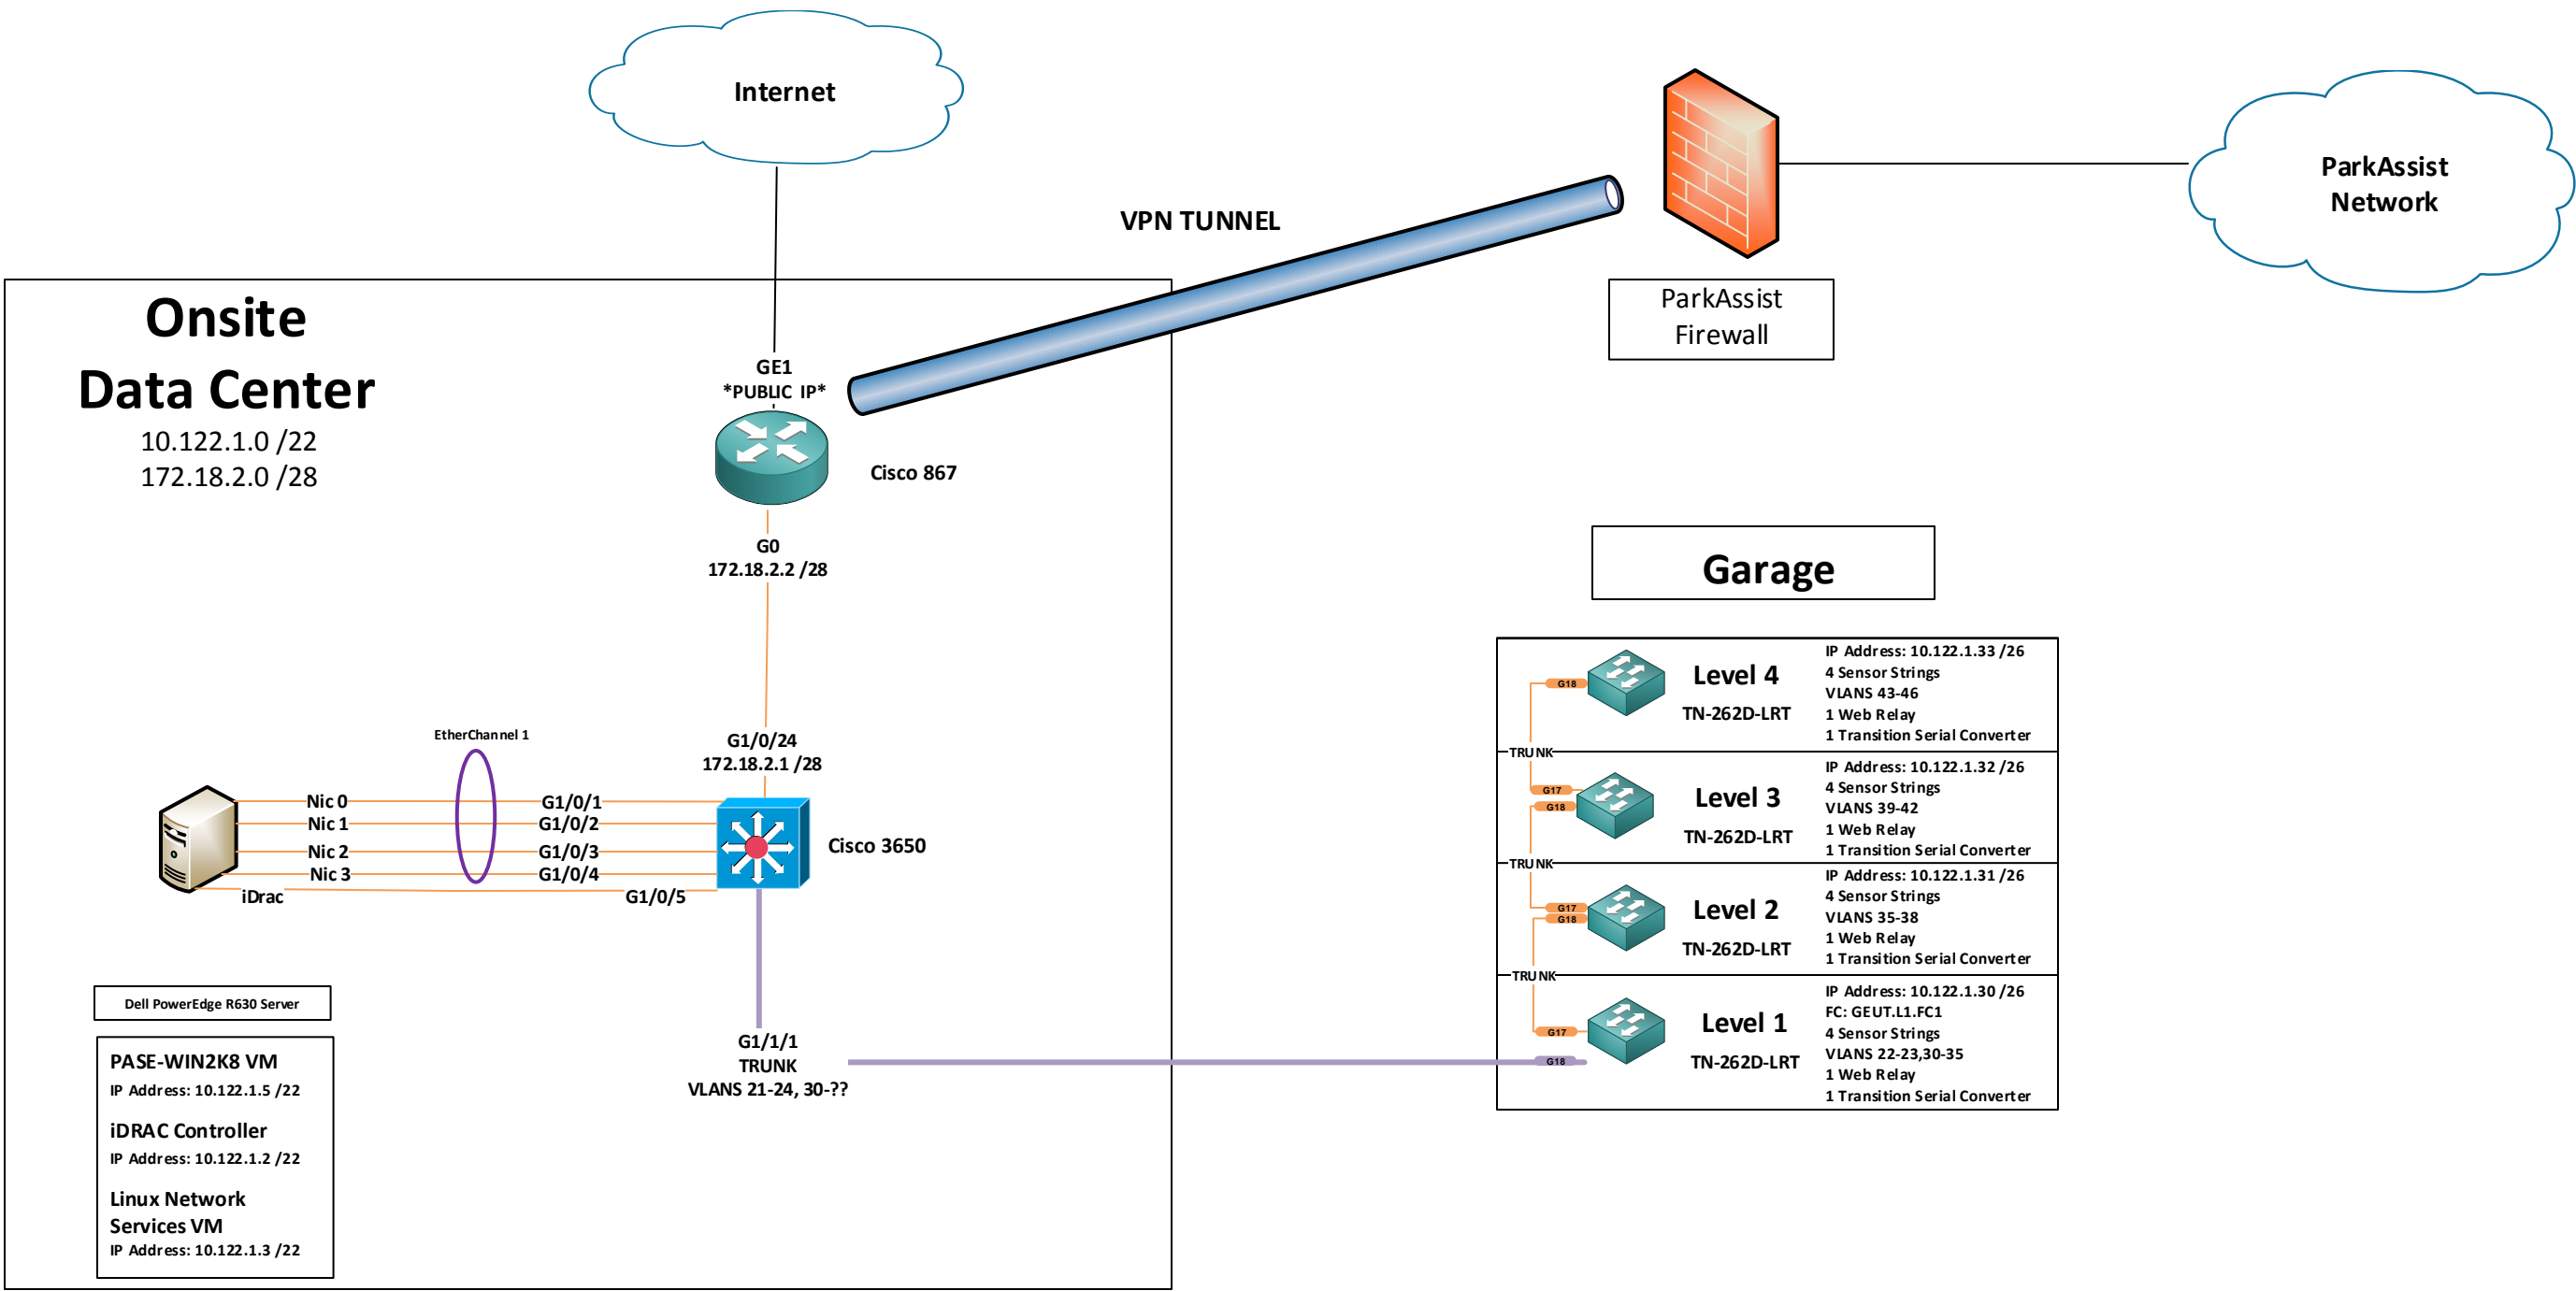 Internet
ParkAssist
Network
VPN TUNNEL
ParkAssist
Firewall
Onsite
Data Center
10.122.1.0 /22
172.18.2.0 /28
GE1
*PUBLIC IP*
Cisco 867
G0
172.18.2.2 /28
G1/0/24
172.18.2.1 /28
EtherChannel 1
Nic 0
G1/0/1
Nic 1
G1/0/2
Nic 2
G1/0/3
Nic 3
G1/0/4
iDrac
G1/0/5
Cisco 3650
G1/1/1
TRUNK
VLANS 21-24, 30-??
Dell PowerEdge R630 Server
PASE-WIN2K8 VM
IP Address: 10.122.1.5 /22
iDRAC Controller
IP Address: 10.122.1.2 /22
Linux Network
Services VM
IP Address: 10.122.1.3 /22
Garage
G18
Level 4
TN-262D-LRT
IP Address: 10.122.1.33 /26
4 Sensor Strings
VLANS 43-46
1 Web Relay
1 Transition Serial Converter
TRUNK
G17
G18
Level 3
TN-262D-LRT
IP Address: 10.122.1.32 /26
4 Sensor Strings
VLANS 39-42
1 Web Relay
1 Transition Serial Converter
TRUNK
G17
G18
Level 2
TN-262D-LRT
IP Address: 10.122.1.31 /26
4 Sensor Strings
VLANS 35-38
1 Web Relay
1 Transition Serial Converter
TRUNK
G17
G18
Level 1
TN-262D-LRT
IP Address: 10.122.1.30 /26
FC: GEUT.L1.FC1
4 Sensor Strings
VLANS 22-23,30-35
1 Web Relay
1 Transition Serial Converter